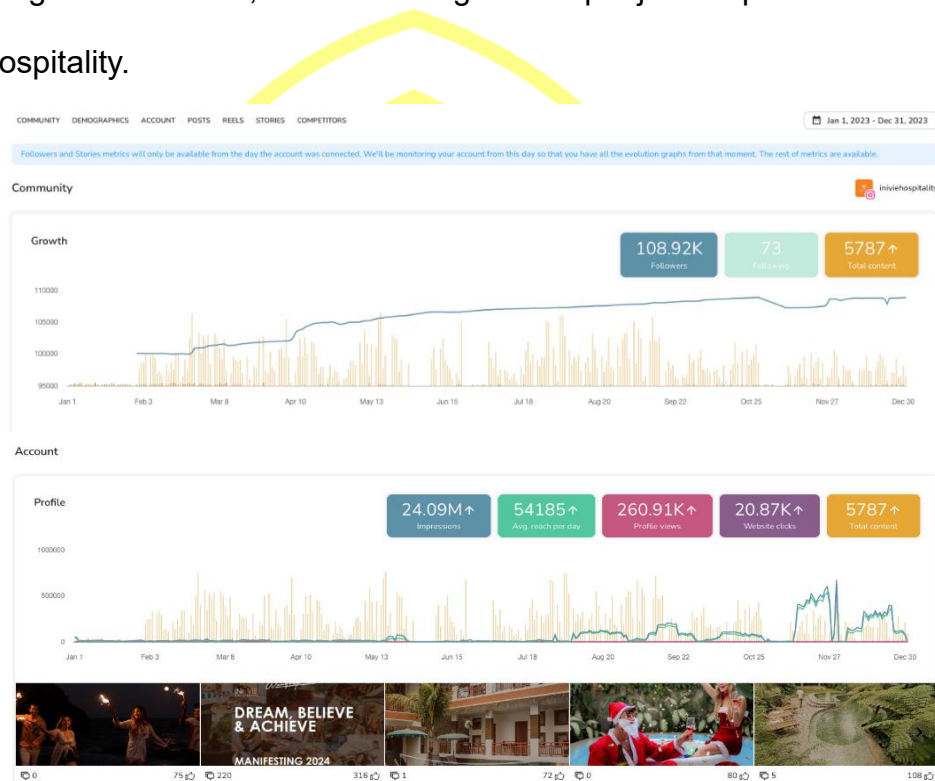 ospitality.
COMMUNITY DEMOGRAPHICS ACCOUNT POSTS REELS STORIES COMPETITORS
Jan 1, 2023 - Dec 31, 2023
Followers and Stories metrics will only be available from the day the account was connected. We'll be monitoring your account from this day so that you have all the evolution graphs from that moment. The rest of metrics are available.
Community
iniviehospitality
Growth
108.92K 73 5787↑
Followers Following Total content
110000
105000
100000
95000
Jan 1 Feb 3 Mar 8 Apr 10 May 13 Jun 15 Jul 18 Aug 20 Sep 22 Oct 25 Nov 27 Dec 30
Account
Profile
24.09M↑ 54185↑ 260.91K↑ 20.87K↑ 5787↑
Impressions Avg. reach per day Profile views Website clicks Total content
1000000
500000
0
Jan 1 Feb 3 Mar 8 Apr 10 May 13 Jun 15 Jul 18 Aug 20 Sep 22 Oct 25 Nov 27 Dec 30
DREAM, BELIEVE
& ACHIEVE
MANIFESTING 2024
0 75 220 316 1 72 0 80 5 108